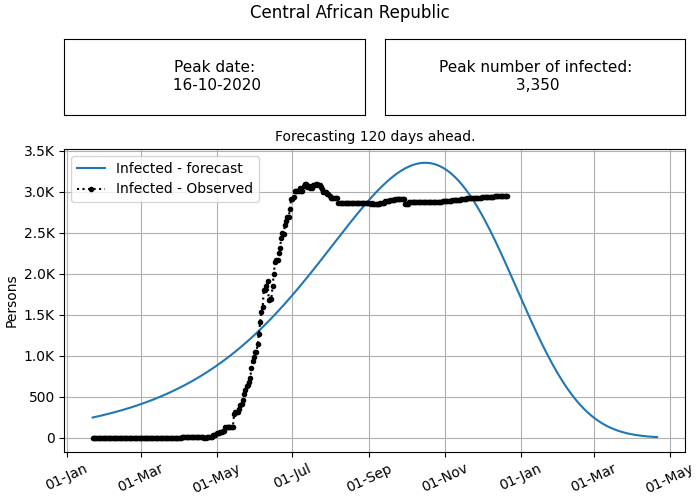 Central African Republic
Peak date:
16-10-2020
Peak number of infected:
3,350
Forecasting 120 days ahead.
Infected - forecast
Infected - Observed
3.5K
3.0K
2.5K
2.0K
1.5K
1.0K
500
0
Persons
01-Jan
01-Mar
01-May
01-Jul
01-Sep
01-Nov
01-Jan
01-Mar
01-May